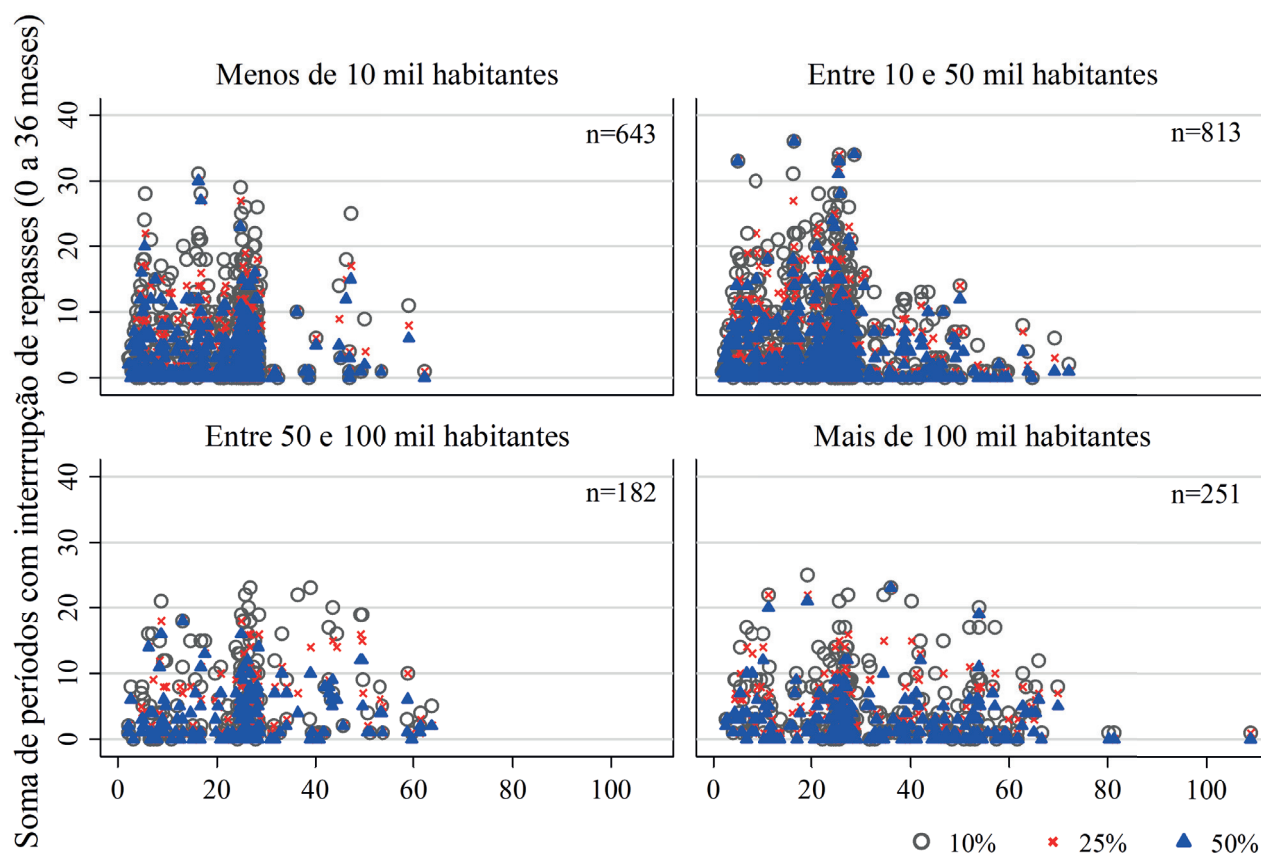 Soma de períodos com interrrupção de repasses (0 a 36 meses)
Menos de 10 mil habitantes
Entre 10 e 50 mil habitantes
40
30
20
10
0
n=643
n=813
Entre 50 e 100 mil habitantes
Mais de 100 mil habitantes
40
30
20
10
0
n=182
n=251
0 20 40 60 80 100
0 20 40 60 80 100
10% 25% 50%